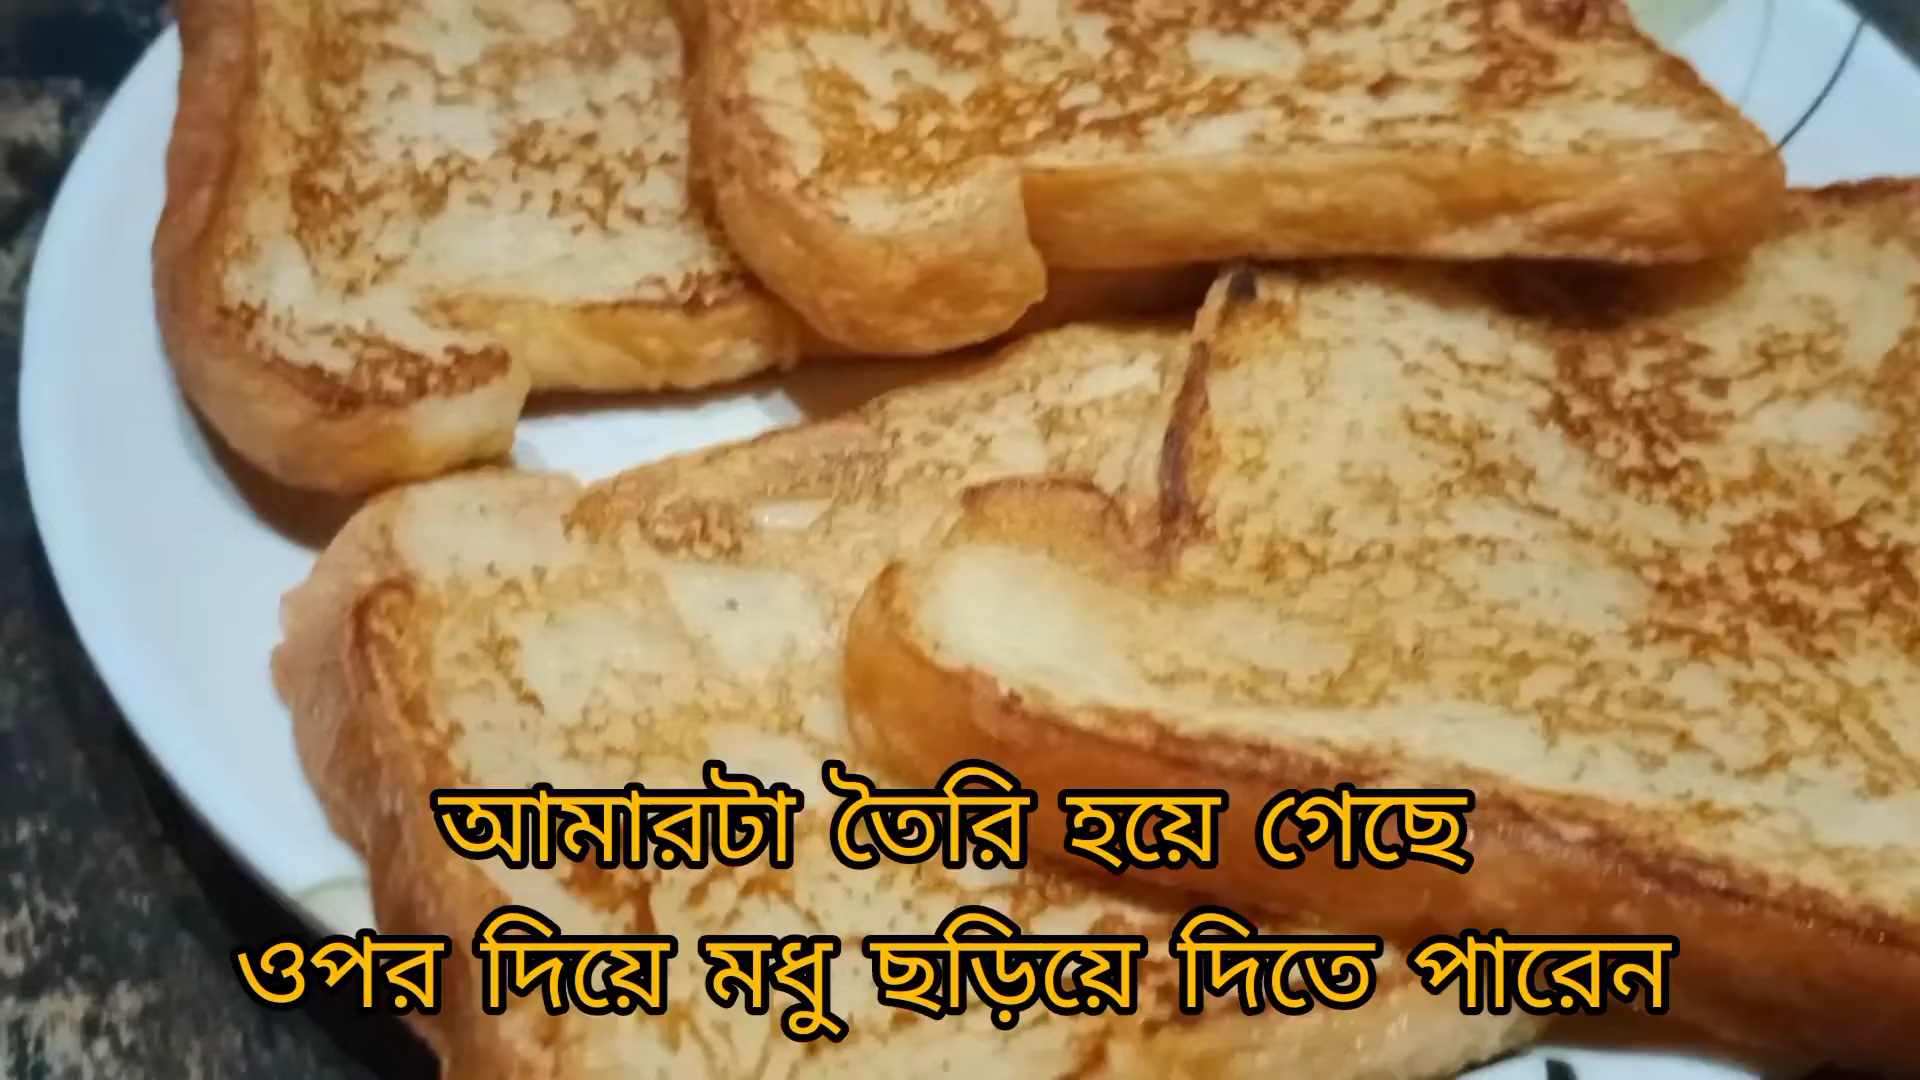 আমারটা তৈরি হয়ে গেছে
ওপর দিয়ে মধু ছড়িয়ে দিতে পারেন